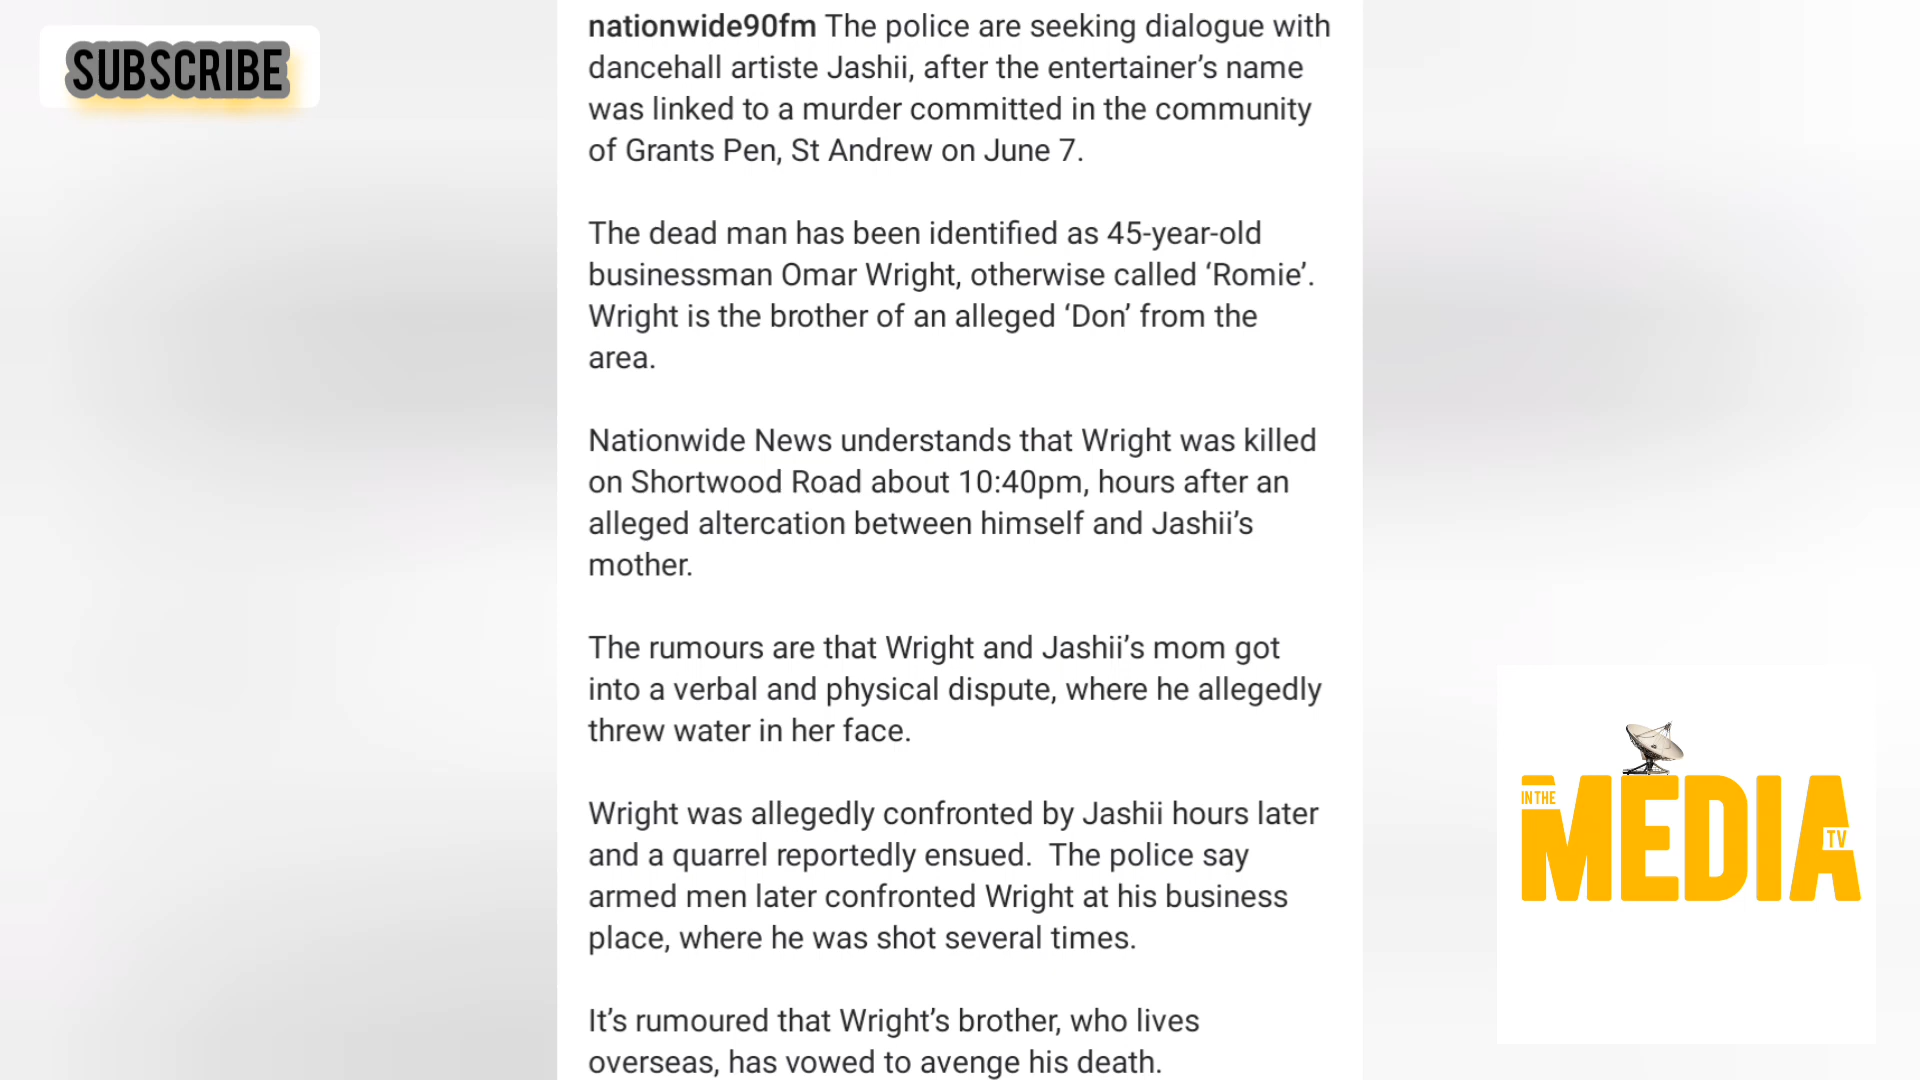 SUBSCRIBE
nationwide90fm The police are seeking dialogue with
dancehall artiste Jashii, after the entertainer’s name
was linked to a murder committed in the community
of Grants Pen, St Andrew on June 7.
The dead man has been identified as 45-year-old
businessman Omar Wright, otherwise called ‘Romie’.
Wright is the brother of an alleged ‘Don’ from the
area.
Nationwide News understands that Wright was killed
on Shortwood Road about 10:40pm, hours after an
alleged altercation between himself and Jashii’s
mother.
The rumours are that Wright and Jashii’s mom got
into a verbal and physical dispute, where he allegedly
threw water in her face.
Wright was allegedly confronted by Jashii hours later
and a quarrel reportedly ensued.  The police say
armed men later confronted Wright at his business
place, where he was shot several times.
It’s rumoured that Wright’s brother, who lives
overseas, has vowed to avenge his death.
IN THE
MEDIA
TV